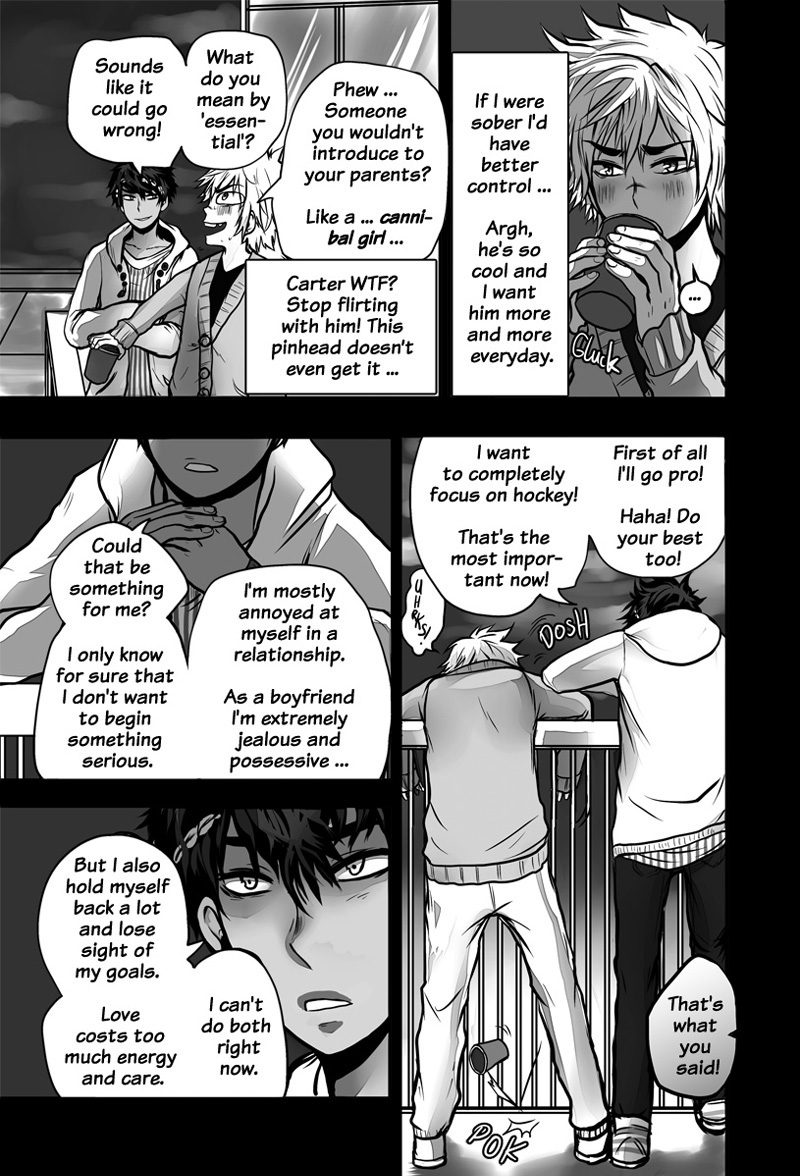 If I were
sober I'd
have
better
control ...
Argh,
he's so
cool and
I want
him more
and more
everyday.
...
Gluck
Phew ...
Someone
you wouldn't
introduce to
your parents?
Like a ... canni-
bal girl ...
What
do you
mean by
'essen-
tial'?
Sounds
like it
could go
wrong!
Carter WTF?
Stop flirting
with him! This
pinhead doesn't
even get it ...
First of all
I'll go pro!
Haha! Do
your best
too!
I want
to completely
focus on hockey!
That's the
most impor-
tant now!
DOSH
That's
what
you
said!
POK
I'm mostly
annoyed at
myself in a
relationship.
As a boyfriend
I'm extremely
jealous and
possessive ...
Could
that be
something
for me?
I only know
for sure that
I don't want
to begin
something
serious.
But I also
hold myself
back a lot
and lose
sight of
my goals.
Love
costs too
much energy
and care.
I can't
do both
right
now.